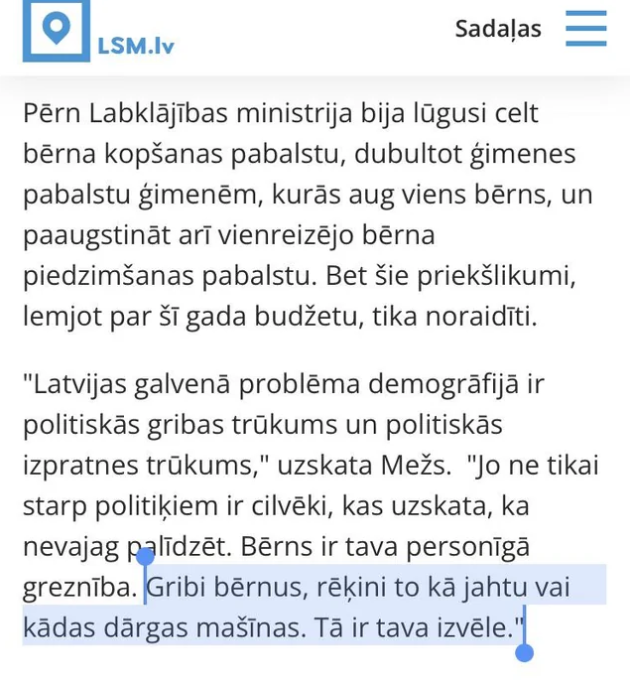 LSM.lv
Sadaļas
Pērn Labklājības ministrija bija lūgusi celt
bērna kopšanas pabalstu, dubultot ģimenes
pabalstu ģimenēm, kurās aug viens bērns, un
paaugstināt arī vienreizējo bērna
piedzimšanas pabalstu. Bet šie priekšlikumi,
lemjot par šī gada budžetu, tika noraidīti.
"Latvijas galvenā problēma demogrāfijā ir
politiskās gribas trūkums un politiskās
izpratnes trūkums," uzskata Mežs. "Jo ne tikai
starp politiķiem ir cilvēki, kas uzskata, ka
nevajag palīdzēt. Bērns ir tava personīgā
greznība. Gribi bērnus, rēķini to kā jahtu vai
kādas dārgas mašīnas. Tā ir tava izvēle."